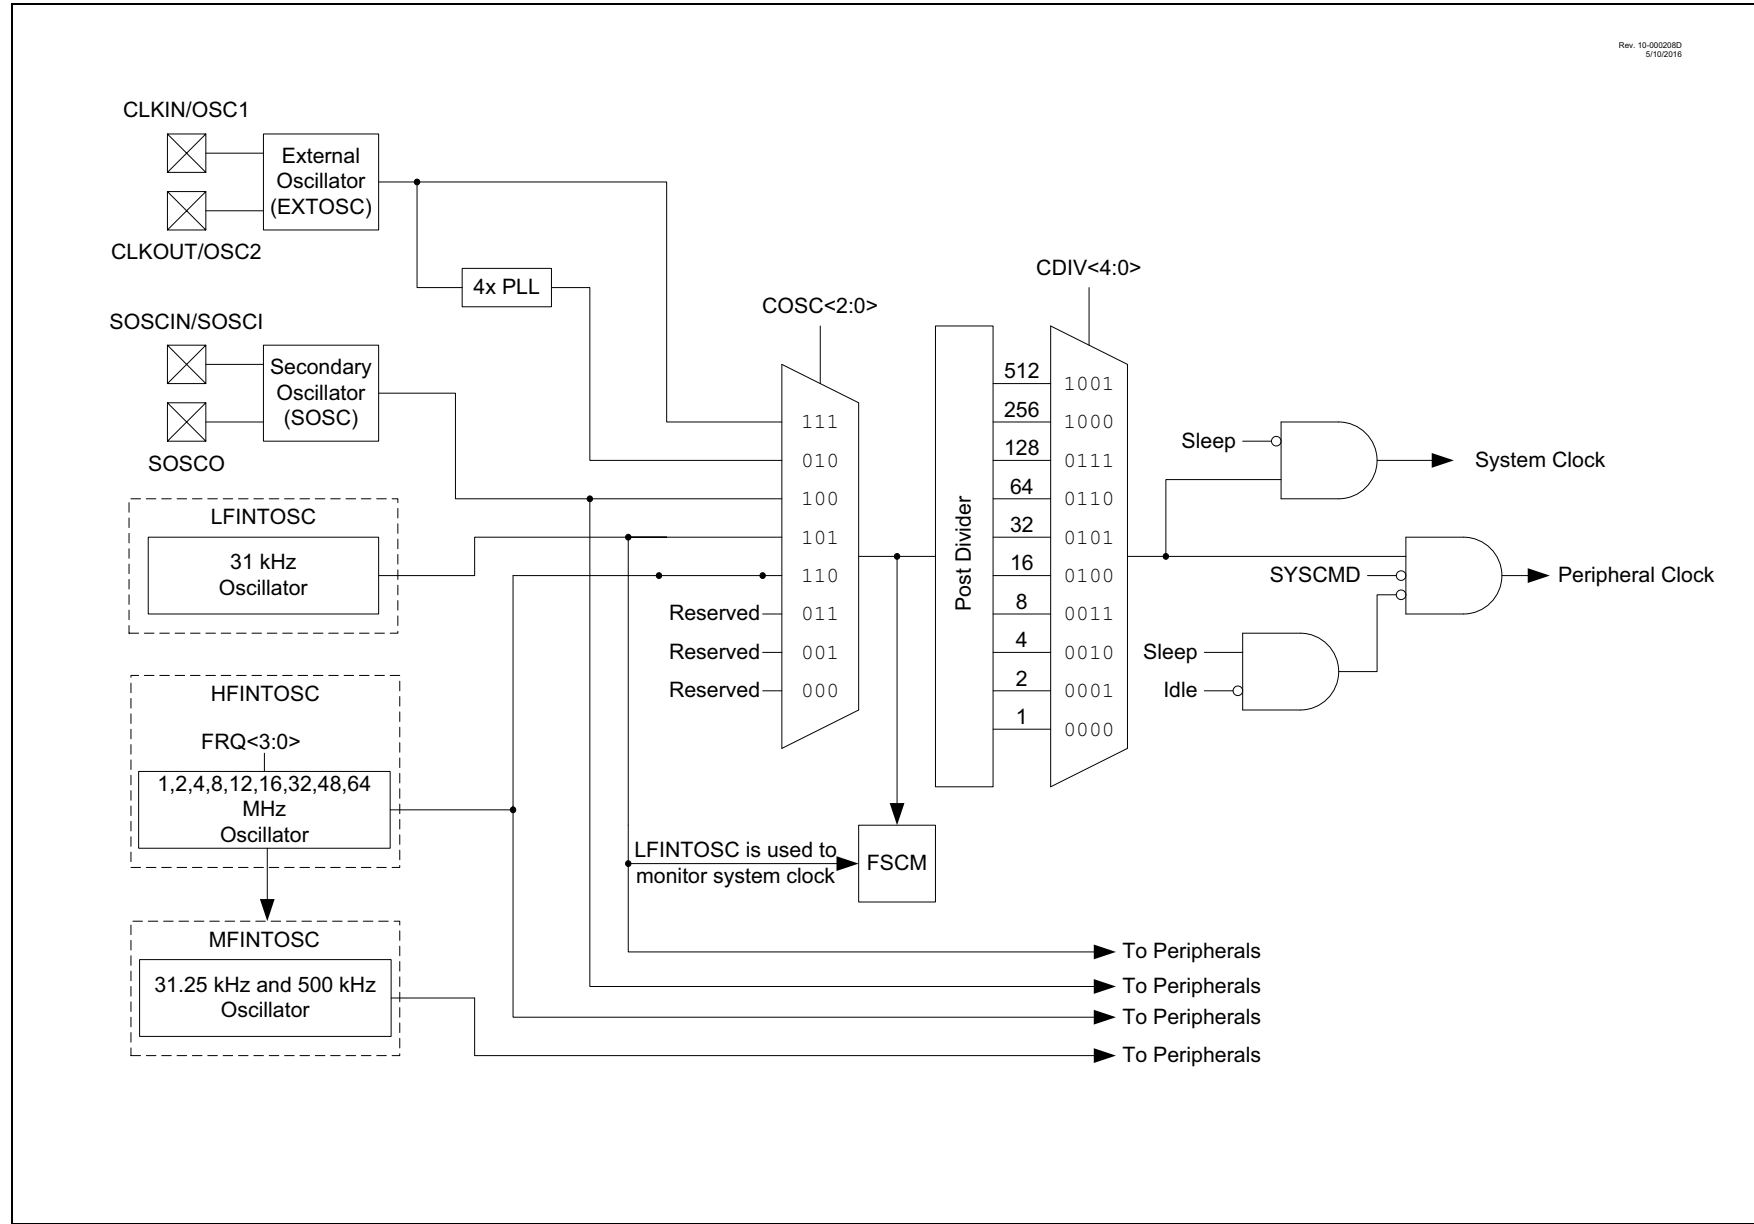 Rev. 10-000208D
5/10/2016
CLKIN/OSC1
External
Oscillator
(EXTOSC)
CLKOUT/OSC2
4x PLL
SOSCIN/SOSCI
Secondary
Oscillator
(SOSC)
SOSCO
LFINTOSC
31 kHz
Oscillator
HFINTOSC
FRQ<3:0>
1,2,4,8,12,16,32,48,64
MHz
Oscillator
MFINTOSC
31.25 kHz and 500 kHz
Oscillator
COSC<2:0>
111
010
100
101
110
Reserved 011
Reserved 001
Reserved 000
LFINTOSC is used to
monitor system clock
FSCM
Post Divider
CDIV<4:0>
512 1001
256 1000
128 0111
64 0110
32 0101
16 0100
8 0011
4 0010
2 0001
1 0000
Sleep
System Clock
SYSCMD
Peripheral Clock
Sleep
Idle
To Peripherals
To Peripherals
To Peripherals
To Peripherals